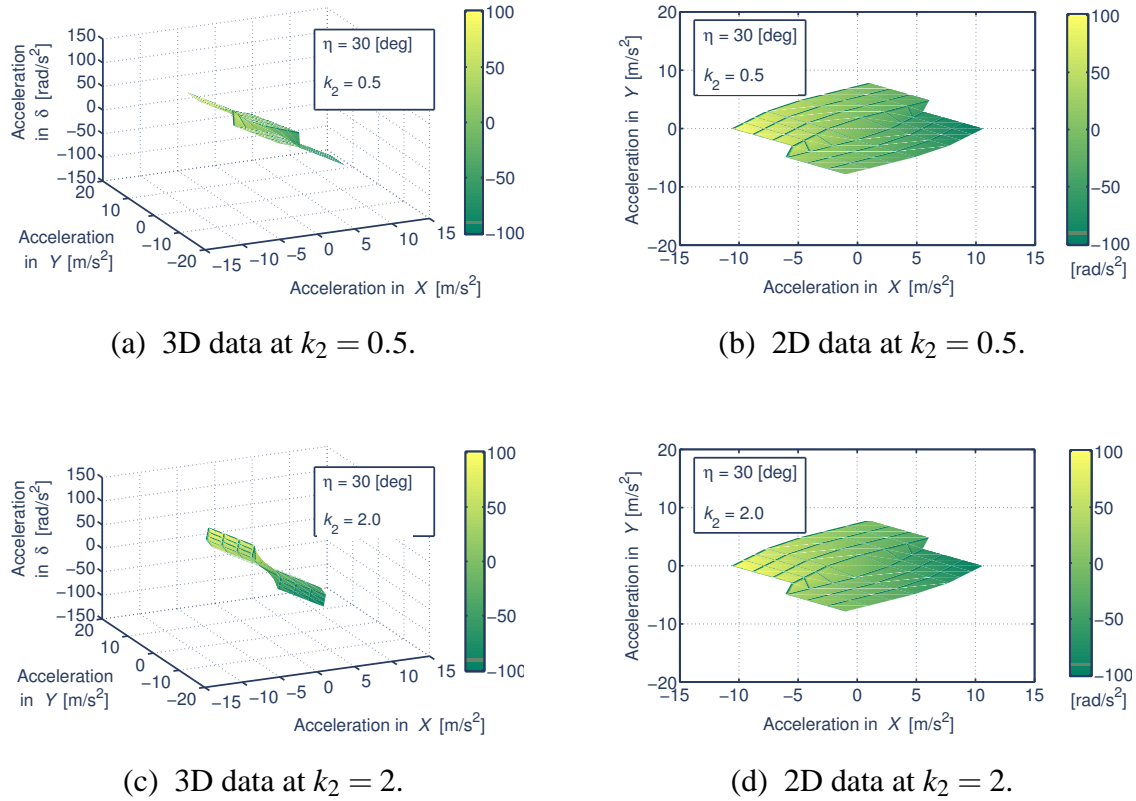 Acceleration
in δ [rad/s²]
150
100
50
0
−50
−100
−150
20
10
0
−10
−20
−15
−10
−5
0
5
10
15
Acceleration
in Y [m/s²]
Acceleration in X [m/s²]
η = 30 [deg]
k₂ = 0.5
100
50
0
−50
−100
(a) 3D data at k₂ = 0.5.
Acceleration in Y [m/s²]
20
10
0
−10
−20
−15
−10
−5
0
5
10
15
Acceleration in X [m/s²]
η = 30 [deg]
k₂ = 0.5
100
50
0
−50
−100
[rad/s²]
(b) 2D data at k₂ = 0.5.
Acceleration
in δ [rad/s²]
150
100
50
0
−50
−100
−150
20
10
0
−10
−20
−15
−10
−5
0
5
10
15
Acceleration
in Y [m/s²]
Acceleration in X [m/s²]
η = 30 [deg]
k₂ = 2.0
100
50
0
−50
−100
(c) 3D data at k₂ = 2.
Acceleration in Y [m/s²]
20
10
0
−10
−20
−15
−10
−5
0
5
10
15
Acceleration in X [m/s²]
η = 30 [deg]
k₂ = 2.0
100
50
0
−50
−100
[rad/s²]
(d) 2D data at k₂ = 2.